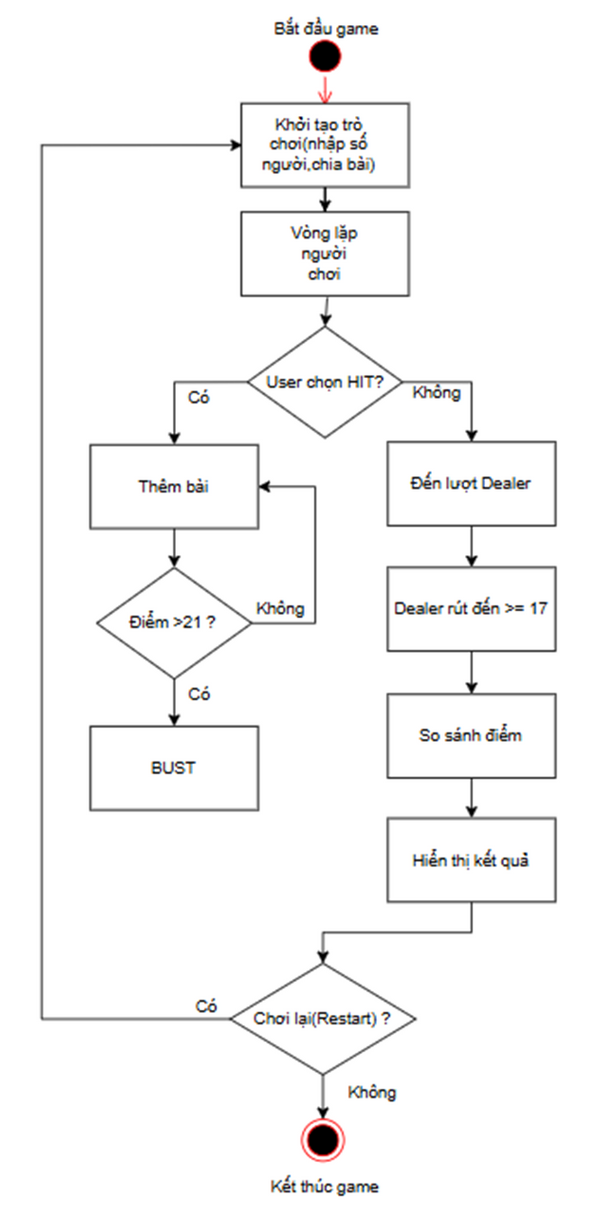 Bắt đầu game
Khởi tạo trò
chơi(nhập số
người,chia bài)
Vòng lặp
người
chơi
User chọn HIT?
Có
Không
Thêm bài
Đến lượt Dealer
Điểm >21 ?
Không
Dealer rút đến >= 17
Có
BUST
So sánh điểm
Hiển thị kết quả
Chơi lại(Restart) ?
Có
Không
Kết thúc game